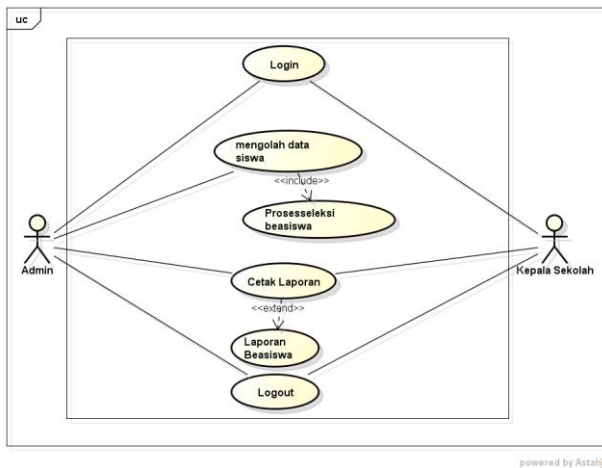 uc
Login
mengolah data
siswa
<<include>>
Prosesseleksi
beasiswa
Admin
Kepala Sekolah
Cetak Laporan
<<extend>>
Laporan
Beasiswa
Logout
powered by Astah